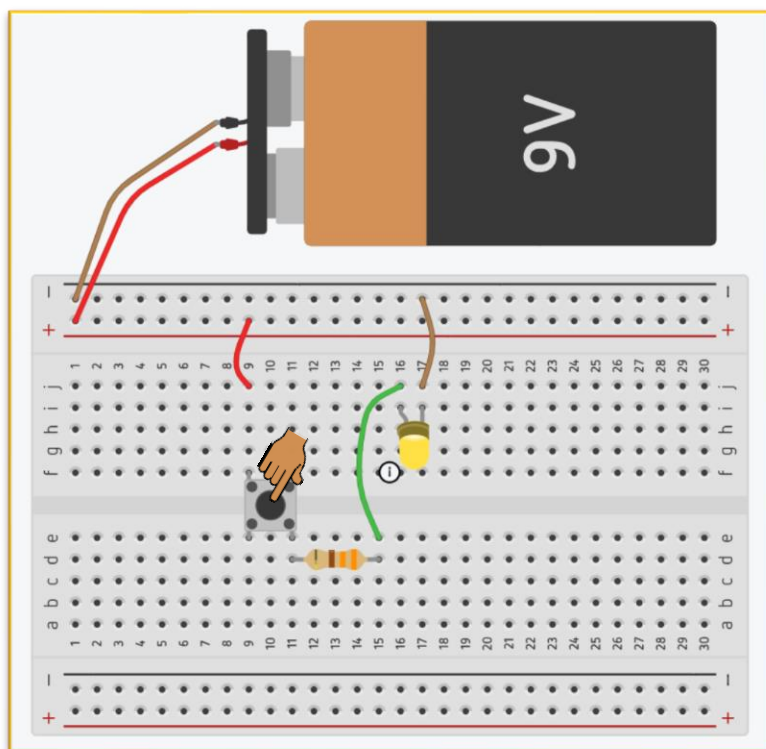 9V
− −
+ +
1 2 3 4 5 6 7 8 9 10 11 12 13 14 15 16 17 18 19 20 21 22 23 24 25 26 27 28 29 30
j j
i i
h h
g g
f i f
e e
d d
c c
b b
a a
1 2 3 4 5 6 7 8 9 10 11 12 13 14 15 16 17 18 19 20 21 22 23 24 25 26 27 28 29 30
− −
+ +